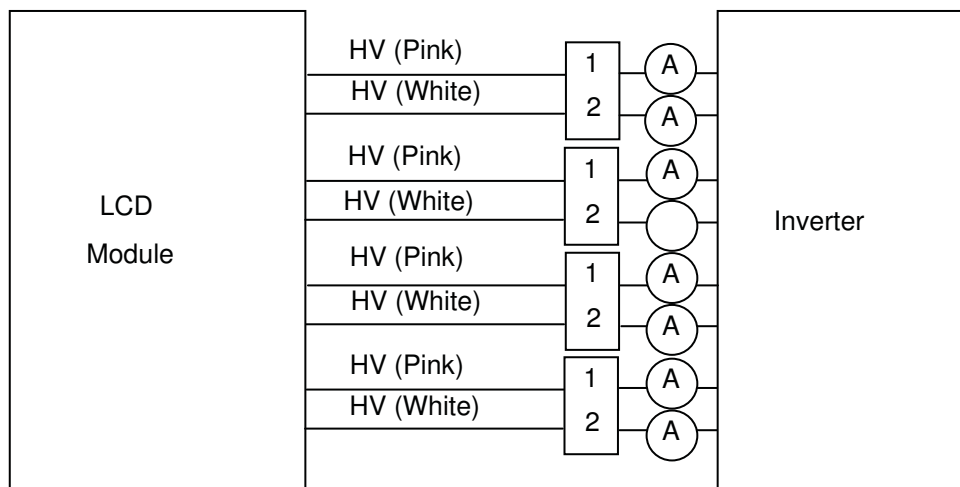 HV (Pink)
1
A
HV (White)
2
A
HV (Pink)
1
A
HV (White)
2
LCD
Module
Inverter
HV (Pink)
1
A
HV (White)
2
A
HV (Pink)
1
A
HV (White)
2
A